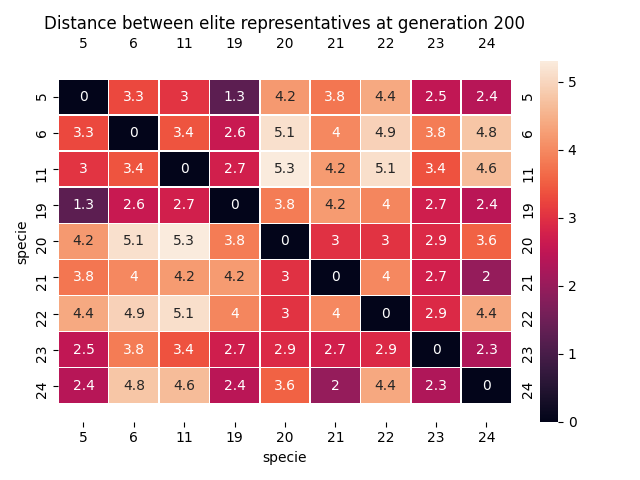 Distance between elite representatives at generation 200
5 6 11 19 20 21 22 23 24
5 0 3.3 3 1.3 4.2 3.8 4.4 2.5 2.4 5
6 3.3 0 3.4 2.6 5.1 4 4.9 3.8 4.8 6
11 3 3.4 0 2.7 5.3 4.2 5.1 3.4 4.6 11
19 1.3 2.6 2.7 0 3.8 4.2 4 2.7 2.4 19
20 4.2 5.1 5.3 3.8 0 3 3 2.9 3.6 20
21 3.8 4 4.2 4.2 3 0 4 2.7 2 21
22 4.4 4.9 5.1 4 3 4 0 2.9 4.4 22
23 2.5 3.8 3.4 2.7 2.9 2.7 2.9 0 2.3 23
24 2.4 4.8 4.6 2.4 3.6 2 4.4 2.3 0 24
5 6 11 19 20 21 22 23 24
specie
specie
5
4
3
2
1
0